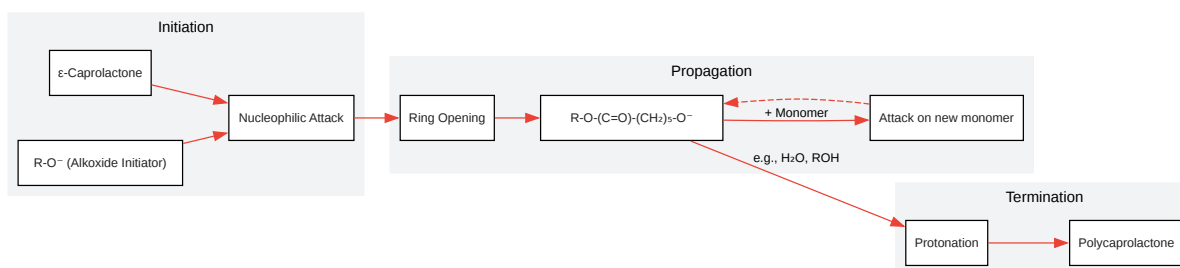 Initiation
ε-Caprolactone
R-O⁻ (Alkoxide Initiator)
Nucleophilic Attack
Propagation
Ring Opening
R-O-(C=O)-(CH₂)₅-O⁻
+ Monomer
Attack on new monomer
e.g., H₂O, ROH
Termination
Protonation
Polycaprolactone